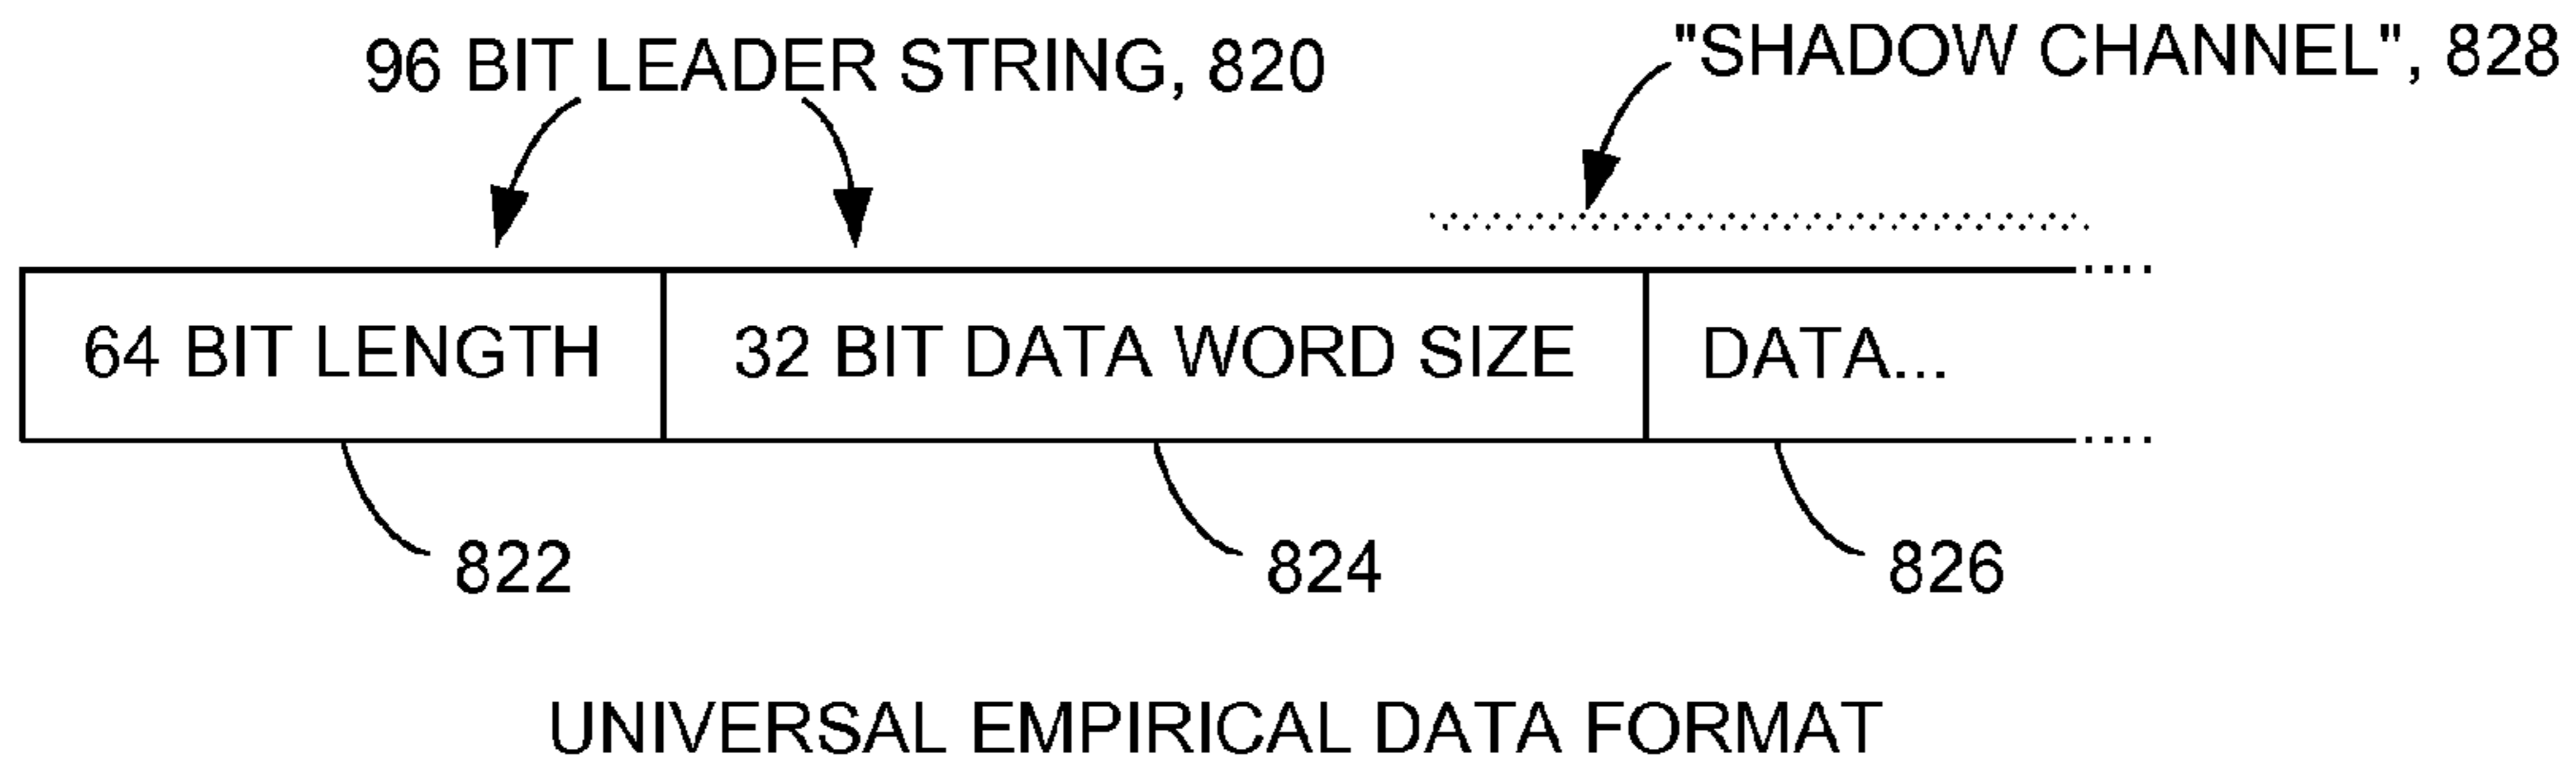 96 BIT LEADER STRING, 820
"SHADOW CHANNEL", 828
64 BIT LENGTH
32 BIT DATA WORD SIZE
DATA...
822
824
826
UNIVERSAL EMPIRICAL DATA FORMAT